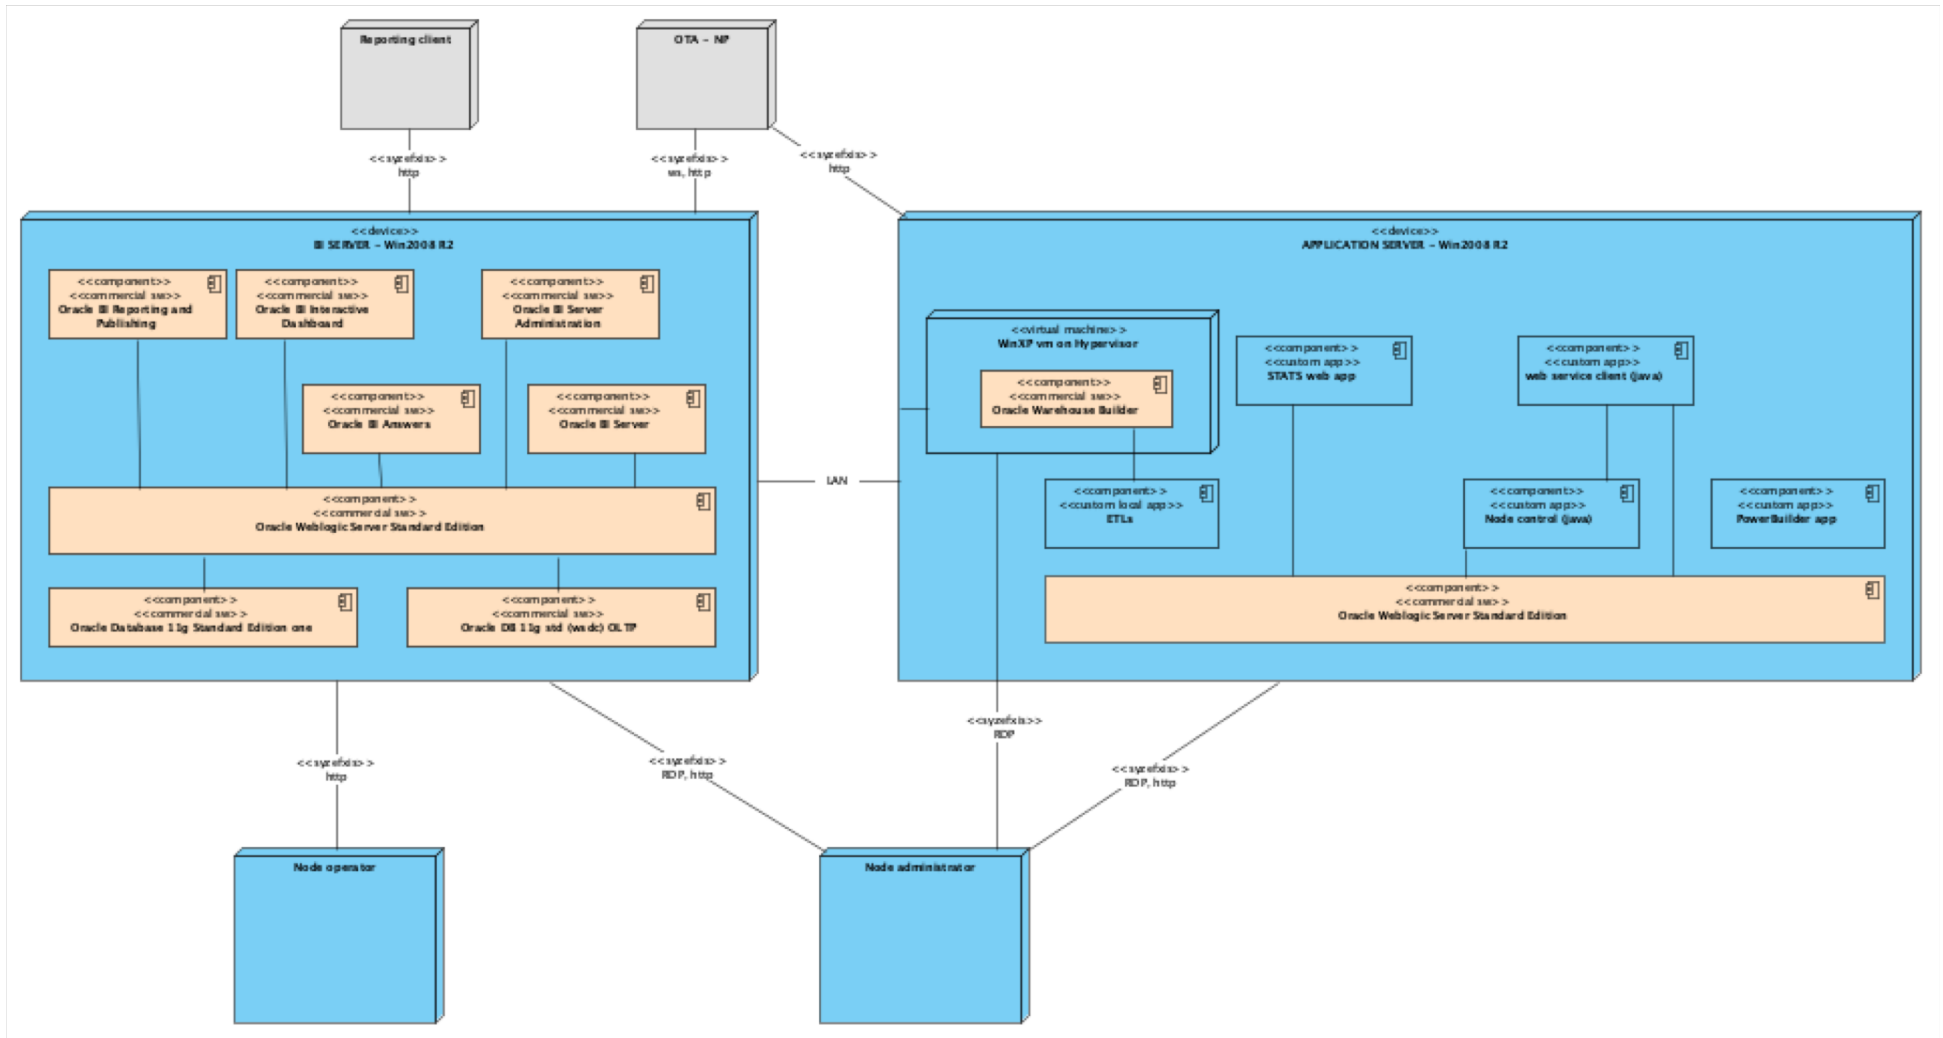 Reporting client
OTA - NP
<<syzefxis>>
http
<<syzefxis>>
ws, http
<<syzefxis>>
http
<<device>>
BI SERVER - Win2008 R2
<<component>>
<<commercial sw>>
Oracle BI Reporting and
Publishing
<<component>>
<<commercial sw>>
Oracle BI Interactive
Dashboard
<<component>>
<<commercial sw>>
Oracle BI Server
Administration
<<component>>
<<commercial sw>>
Oracle BI Answers
<<component>>
<<commercial sw>>
Oracle BI Server
<<component>>
<<commercial sw>>
Oracle Weblogic Server Standard Edition
<<component>>
<<commercial sw>>
Oracle Database 11g Standard Edition one
<<component>>
<<commercial sw>>
Oracle DB 11g std (wsdc) OLTP
LAN
<<device>>
APPLICATION SERVER - Win2008 R2
<<virtual machine>>
WinXP vm on Hypervisor
<<component>>
<<commercial sw>>
Oracle Warehouse Builder
<<component>>
<<custom app>>
STATS web app
<<component>>
<<custom app>>
web service client (java)
<<component>>
<<custom local app>>
ETLs
<<component>>
<<custom app>>
Node control (java)
<<component>>
<<custom app>>
PowerBuilder app
<<component>>
<<commercial sw>>
Oracle Weblogic Server Standard Edition
<<syzefxis>>
http
<<syzefxis>>
RDP, http
<<syzefxis>>
RDP
<<syzefxis>>
RDP, http
Node operator
Node administrator